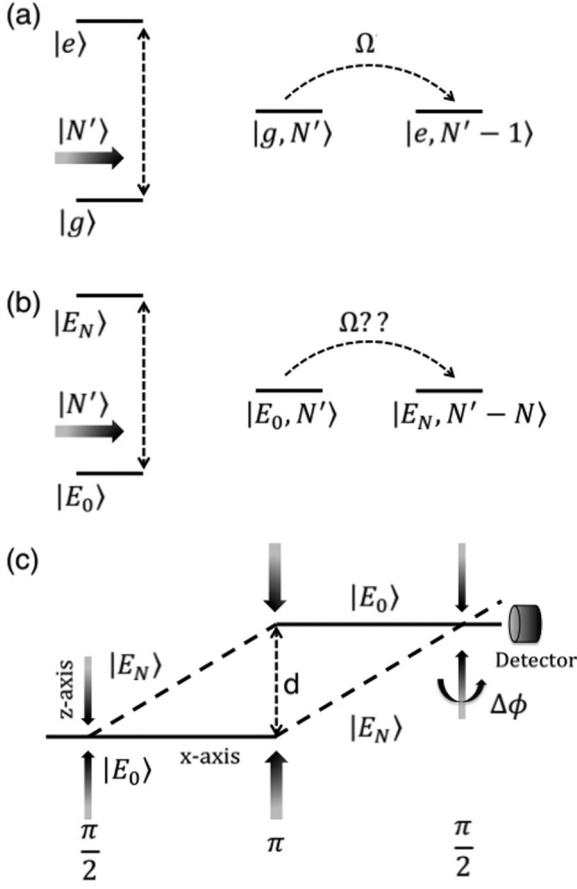 (a)
|e⟩
Ω
|N′⟩
|g, N′⟩ |e, N′ − 1⟩
|g⟩
(b)
|E_N⟩
Ω??
|N′⟩
|E_0, N′⟩ |E_N, N′ − N⟩
|E_0⟩
(c)
|E_0⟩
|E_N⟩
z-axis
d
Detector
Δϕ
|E_N⟩
x-axis
|E_0⟩
π/2 π π/2